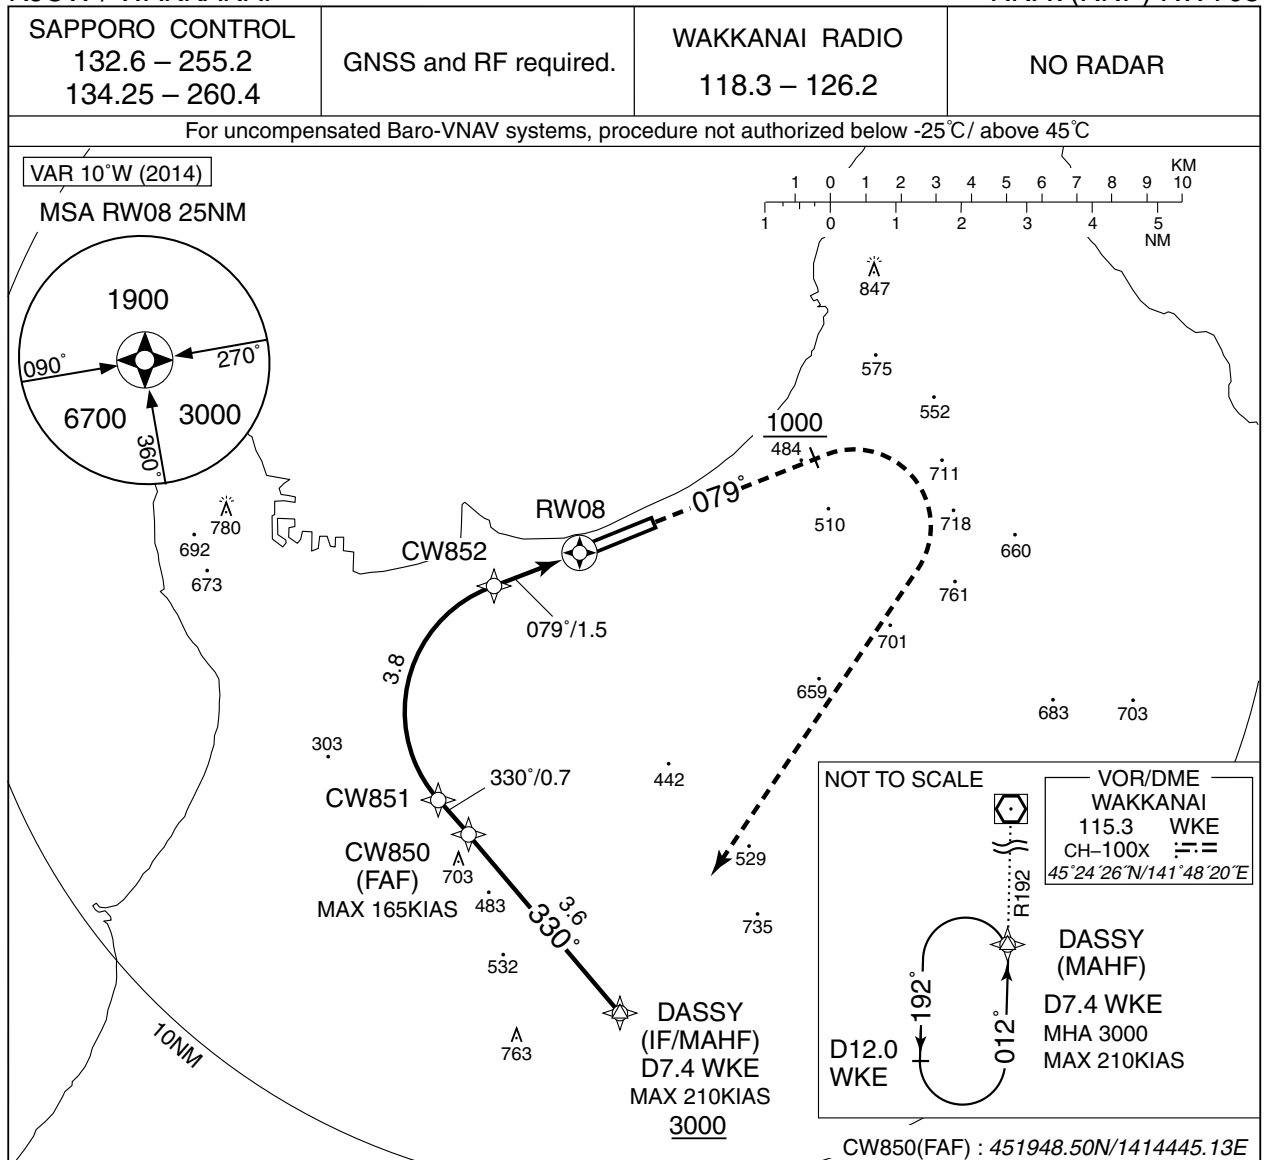 SAPPORO CONTROL
132.6 – 255.2
134.25 – 260.4
GNSS and RF required.
WAKKANAI RADIO
118.3 – 126.2
NO RADAR
For uncompensated Baro-VNAV systems, procedure not authorized below -25℃/ above 45℃
VAR 10˚W (2014)
MSA RW08 25NM
1900
090˚
270˚
6700
3000
360˚
KM
1 0 1 2 3 4 5 6 7 8 9 10
1 0 1 2 3 4 5
NM
847
575
552
1000
484
711
079˚
RW08
510
718
660
780
692
673
CW852
761
079˚/1.5
701
3.8
659
683
703
303
442
330˚/0.7
CW851
CW850
(FAF)
MAX 165KIAS
703
483
529
3.6
330˚
735
532
763
10NM
DASSY
(IF/MAHF)
D7.4 WKE
MAX 210KIAS
3000
NOT TO SCALE
VOR/DME
WAKKANAI
115.3 WKE
CH–100X
45˚24´26˝N/141˚48´20˝E
R192
DASSY
(MAHF)
D7.4 WKE
MHA 3000
MAX 210KIAS
192˚
012˚
D12.0
WKE
CW850(FAF) : 451948.50N/1414445.13E